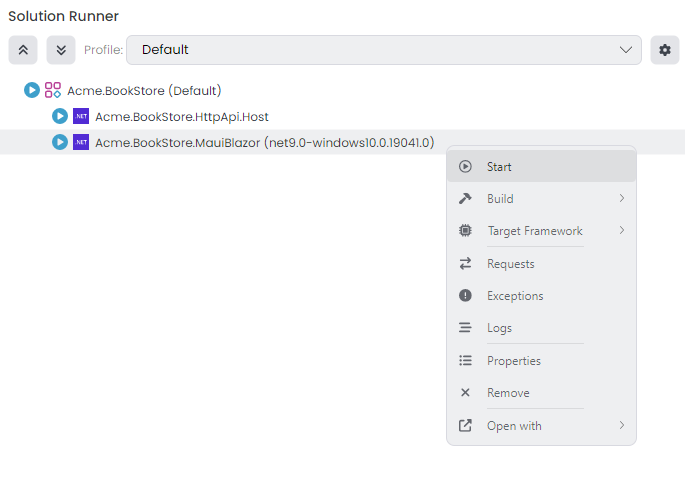 Solution Runner
Profile: Default
Acme.BookStore (Default)
.NET Acme.BookStore.HttpApi.Host
.NET Acme.BookStore.MauiBlazor (net9.0-windows10.0.19041.0)
Start
Build
Target Framework
Requests
Exceptions
Logs
Properties
Remove
Open with